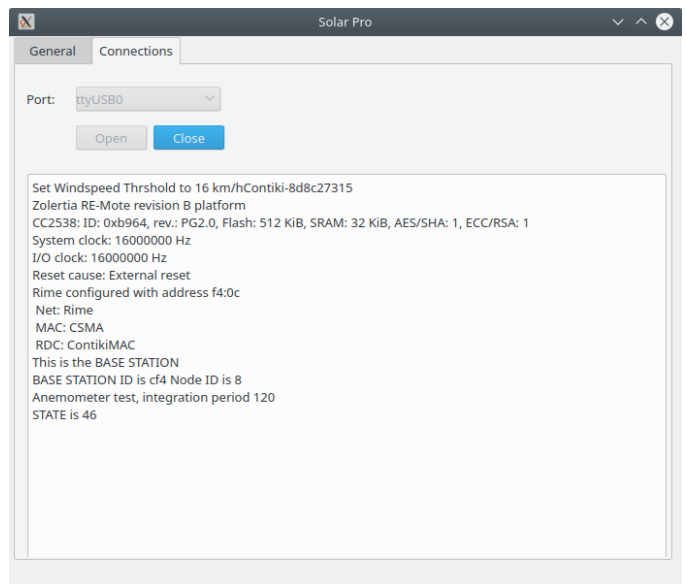 Solar Pro
General Connections
Port: ttyUSB0
Open Close
Set Windspeed Thrshold to 16 km/hContiki-8d8c27315
Zolertia RE-Mote revision B platform
CC2538: ID: 0xb964, rev.: PG2.0, Flash: 512 KiB, SRAM: 32 KiB, AES/SHA: 1, ECC/RSA: 1
System clock: 16000000 Hz
I/O clock: 16000000 Hz
Reset cause: External reset
Rime configured with address f4:0c
Net: Rime
MAC: CSMA
RDC: ContikiMAC
This is the BASE STATION
BASE STATION ID is cf4 Node ID is 8
Anemometer test, integration period 120
STATE is 46